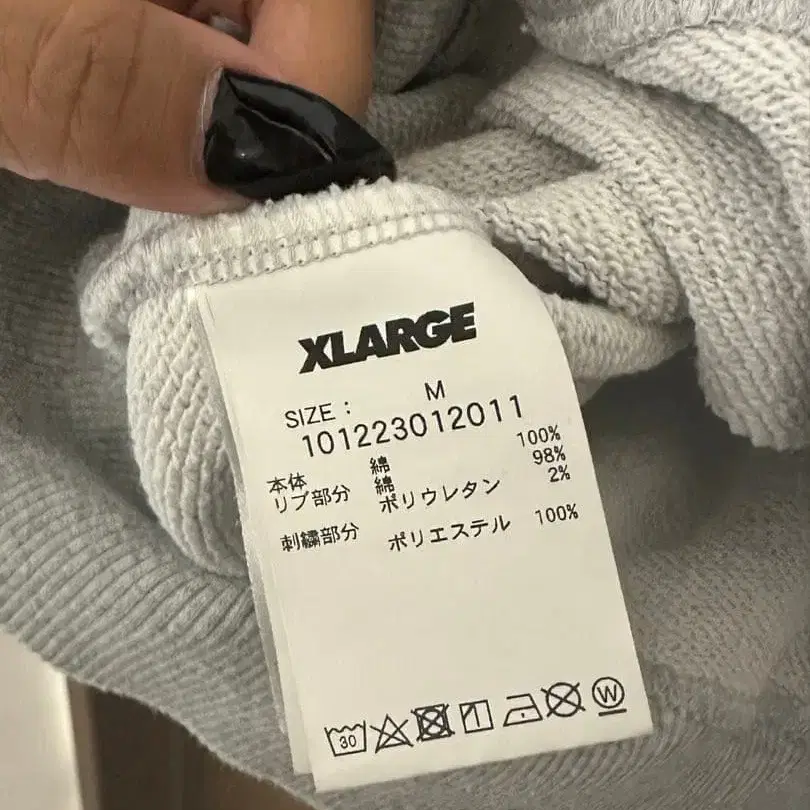 XLARGE
SIZE : M
101223012011
本体 綿 100%
リブ部分 綿 98%
ポリウレタン 2%
刺繍部分 ポリエステル 100%
30 W